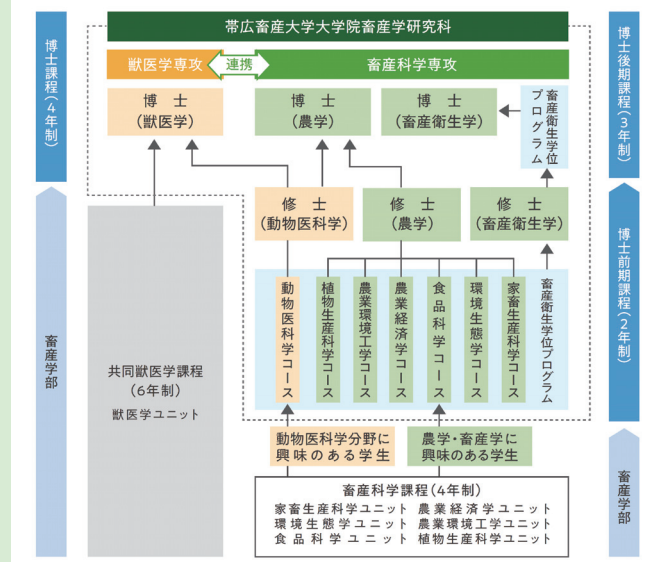 帯広畜産大学大学院畜産学研究科
博士課程(4年制)
畜産学部
獣医学専攻
連携
畜産科学専攻
博士後期課程(3年制)
博士前期課程(2年制)
畜産学部
博 士
(獣医学)
博 士
(農学)
博 士
(畜産衛生学)
畜産衛生学位
プログラム
修 士
(動物医科学)
修 士
(農学)
修 士
(畜産衛生学)
動物医科学コース
植物生産科学コース
農業環境工学コース
農業経済学コース
食品科学コース
環境生態学コース
家畜生産科学コース
畜産衛生学位プログラム
共同獣医学課程
(6年制)
獣医学ユニット
動物医科学分野に
興味のある学生
農学・畜産学に
興味のある学生
畜産科学課程(4年制)
家畜生産科学ユニット 農業経済学ユニット
環境生態学ユニット 農業環境工学ユニット
食品科学ユニット 植物生産科学ユニット